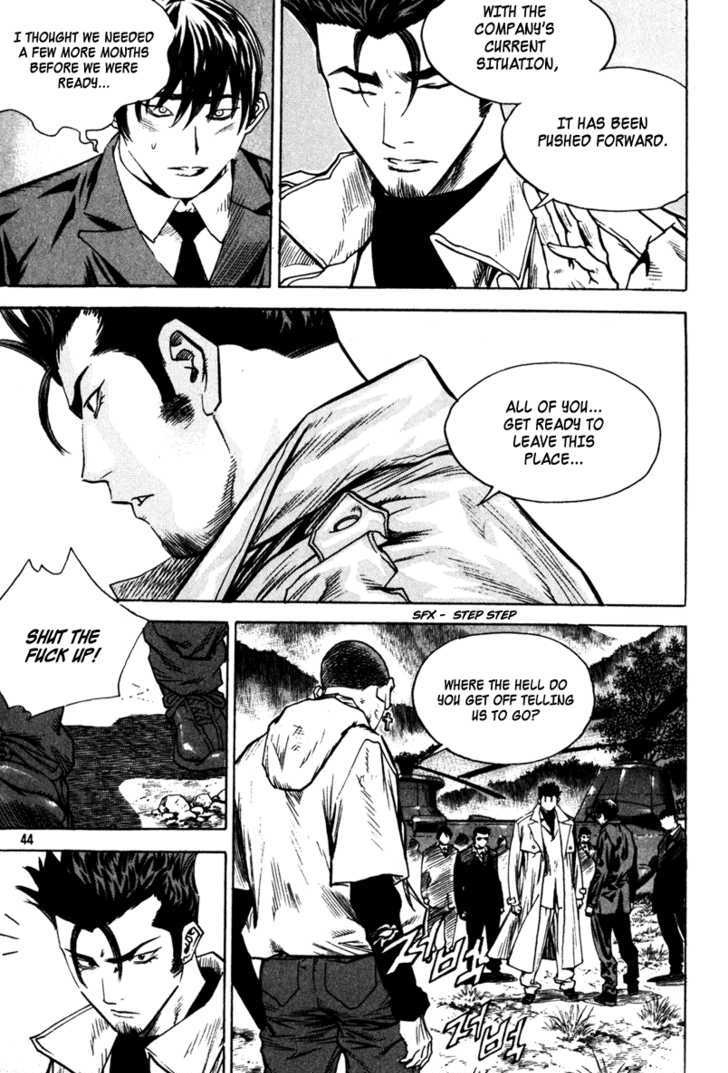 I THOUGHT WE NEEDED
A FEW MORE MONTHS
BEFORE WE WERE
READY...
WITH THE
COMPANY'S
CURRENT
SITUATION,
IT HAS BEEN
PUSHED FORWARD.
ALL OF YOU...
GET READY TO
LEAVE THIS
PLACE...
SHUT THE
FUCK UP!
SFX - STEP STEP
WHERE THE HELL DO
YOU GET OFF TELLING
US TO GO?
저벅
저벅
44